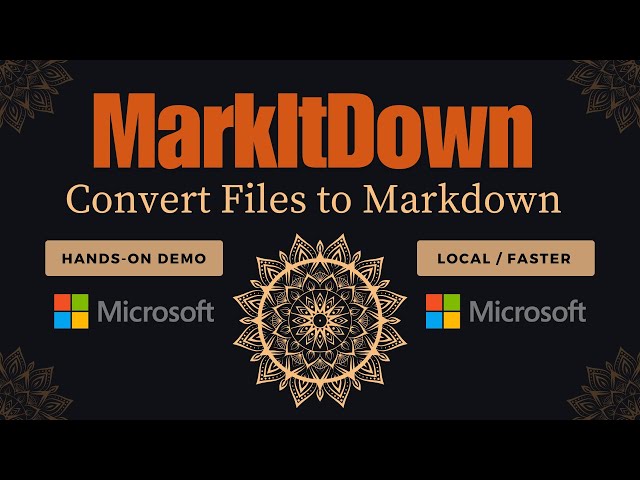 MarkItDown
Convert Files to Markdown
HANDS-ON DEMO
LOCAL / FASTER
Microsoft
Microsoft